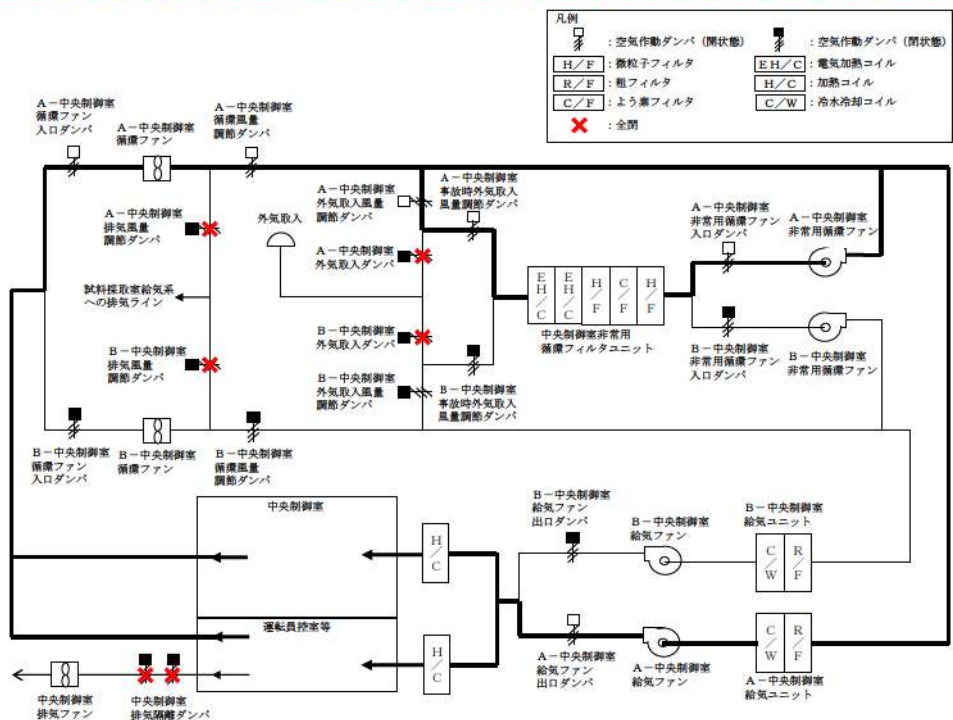 凡例
：空気作動ダンパ（開状態）
：空気作動ダンパ（閉状態）
H/F
：微粒子フィルタ
EH/C
：電気加熱コイル
R/F
：粗フィルタ
H/C
：加熱コイル
C/F
：よう素フィルタ
C/W
：冷水冷却コイル
：全閉
A－中央制御室
循環ファン
入口ダンパ
A－中央制御室
循環ファン
A－中央制御室
循環風量
調節ダンパ
A－中央制御室
排気風量
調節ダンパ
外気取入
A－中央制御室
外気取入風量
調節ダンパ
A－中央制御室
事故時外気取入
風量調節ダンパ
A－中央制御室
外気取入ダンパ
A－中央制御室
非常用循環ファン
入口ダンパ
A－中央制御室
非常用循環ファン
試料採取室給気系
への排気ライン
EH/C
EH/C
H/F
C/F
H/F
中央制御室非常用
循環フィルタユニット
B－中央制御室
排気風量
調節ダンパ
B－中央制御室
外気取入ダンパ
B－中央制御室
外気取入風量
調節ダンパ
B－中央制御室
事故時外気取入
風量調節ダンパ
B－中央制御室
非常用循環ファン
入口ダンパ
B－中央制御室
非常用循環ファン
B－中央制御室
循環ファン
入口ダンパ
B－中央制御室
循環ファン
B－中央制御室
循環風量
調節ダンパ
中央制御室
H/C
B－中央制御室
給気ファン
出口ダンパ
B－中央制御室
給気ファン
B－中央制御室
給気ユニット
C/W
R/F
運転員控室等
H/C
A－中央制御室
給気ファン
出口ダンパ
A－中央制御室
給気ファン
C/W
R/F
A－中央制御室
給気ユニット
中央制御室
排気ファン
中央制御室
排気隔離ダンパ